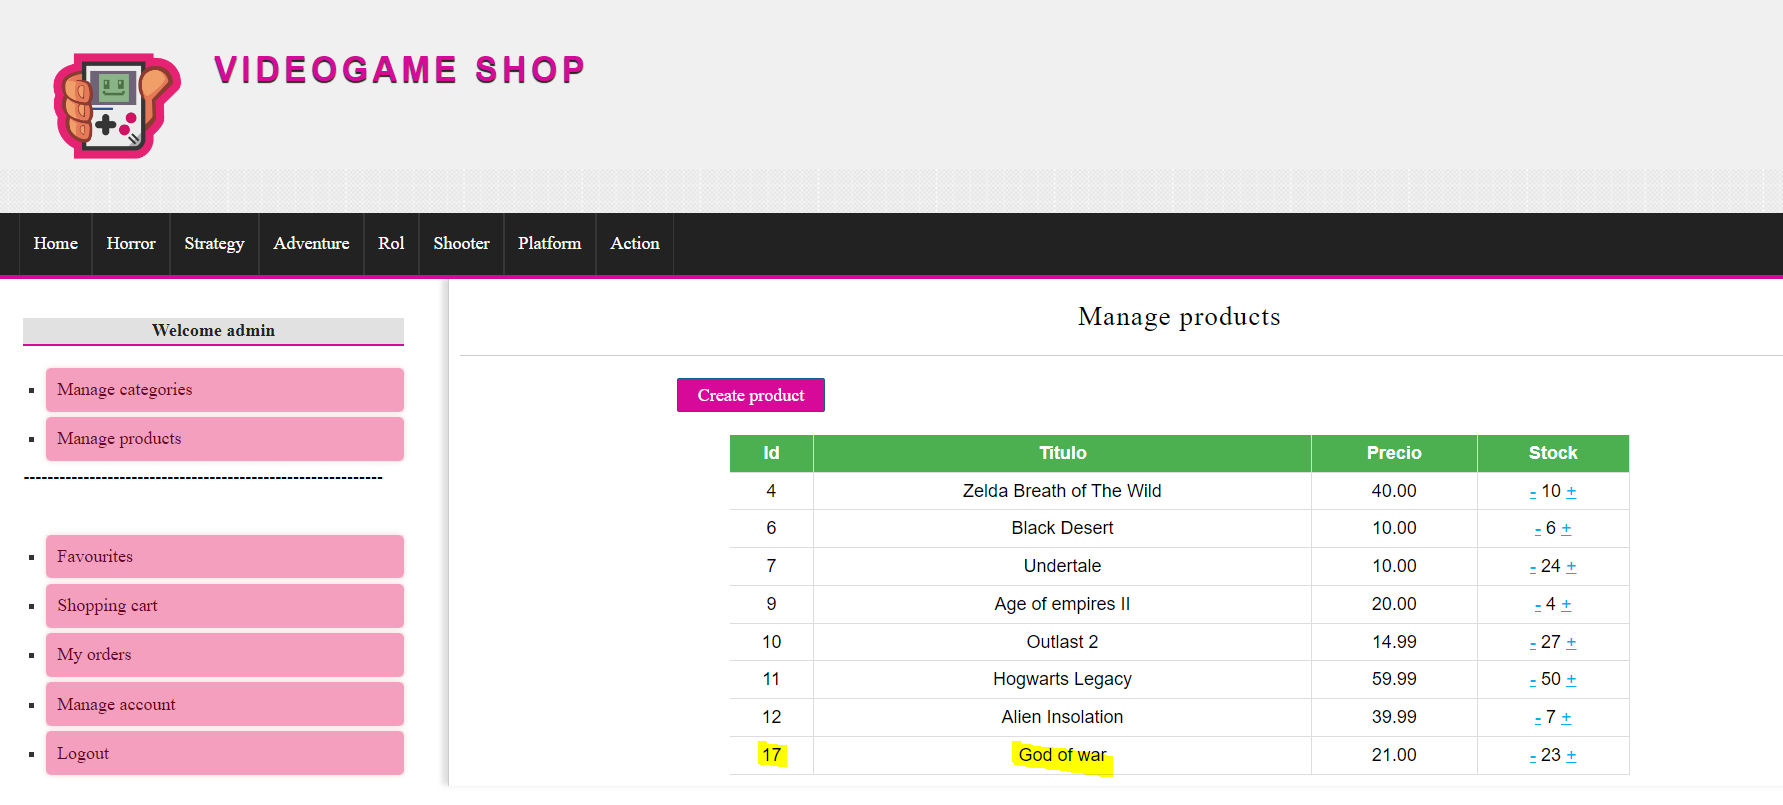 VIDEOGAME SHOP
Home Horror Strategy Adventure Rol Shooter Platform Action
Welcome admin
Manage categories
Manage products
------------------------------------------------------------
Favourites
Shopping cart
My orders
Manage account
Logout
Manage products
Create product
Id Titulo Precio Stock
4 Zelda Breath of The Wild 40.00 - 10 +
6 Black Desert 10.00 - 6 +
7 Undertale 10.00 - 24 +
9 Age of empires II 20.00 - 4 +
10 Outlast 2 14.99 - 27 +
11 Hogwarts Legacy 59.99 - 50 +
12 Alien Insolation 39.99 - 7 +
17 God of war 21.00 - 23 +